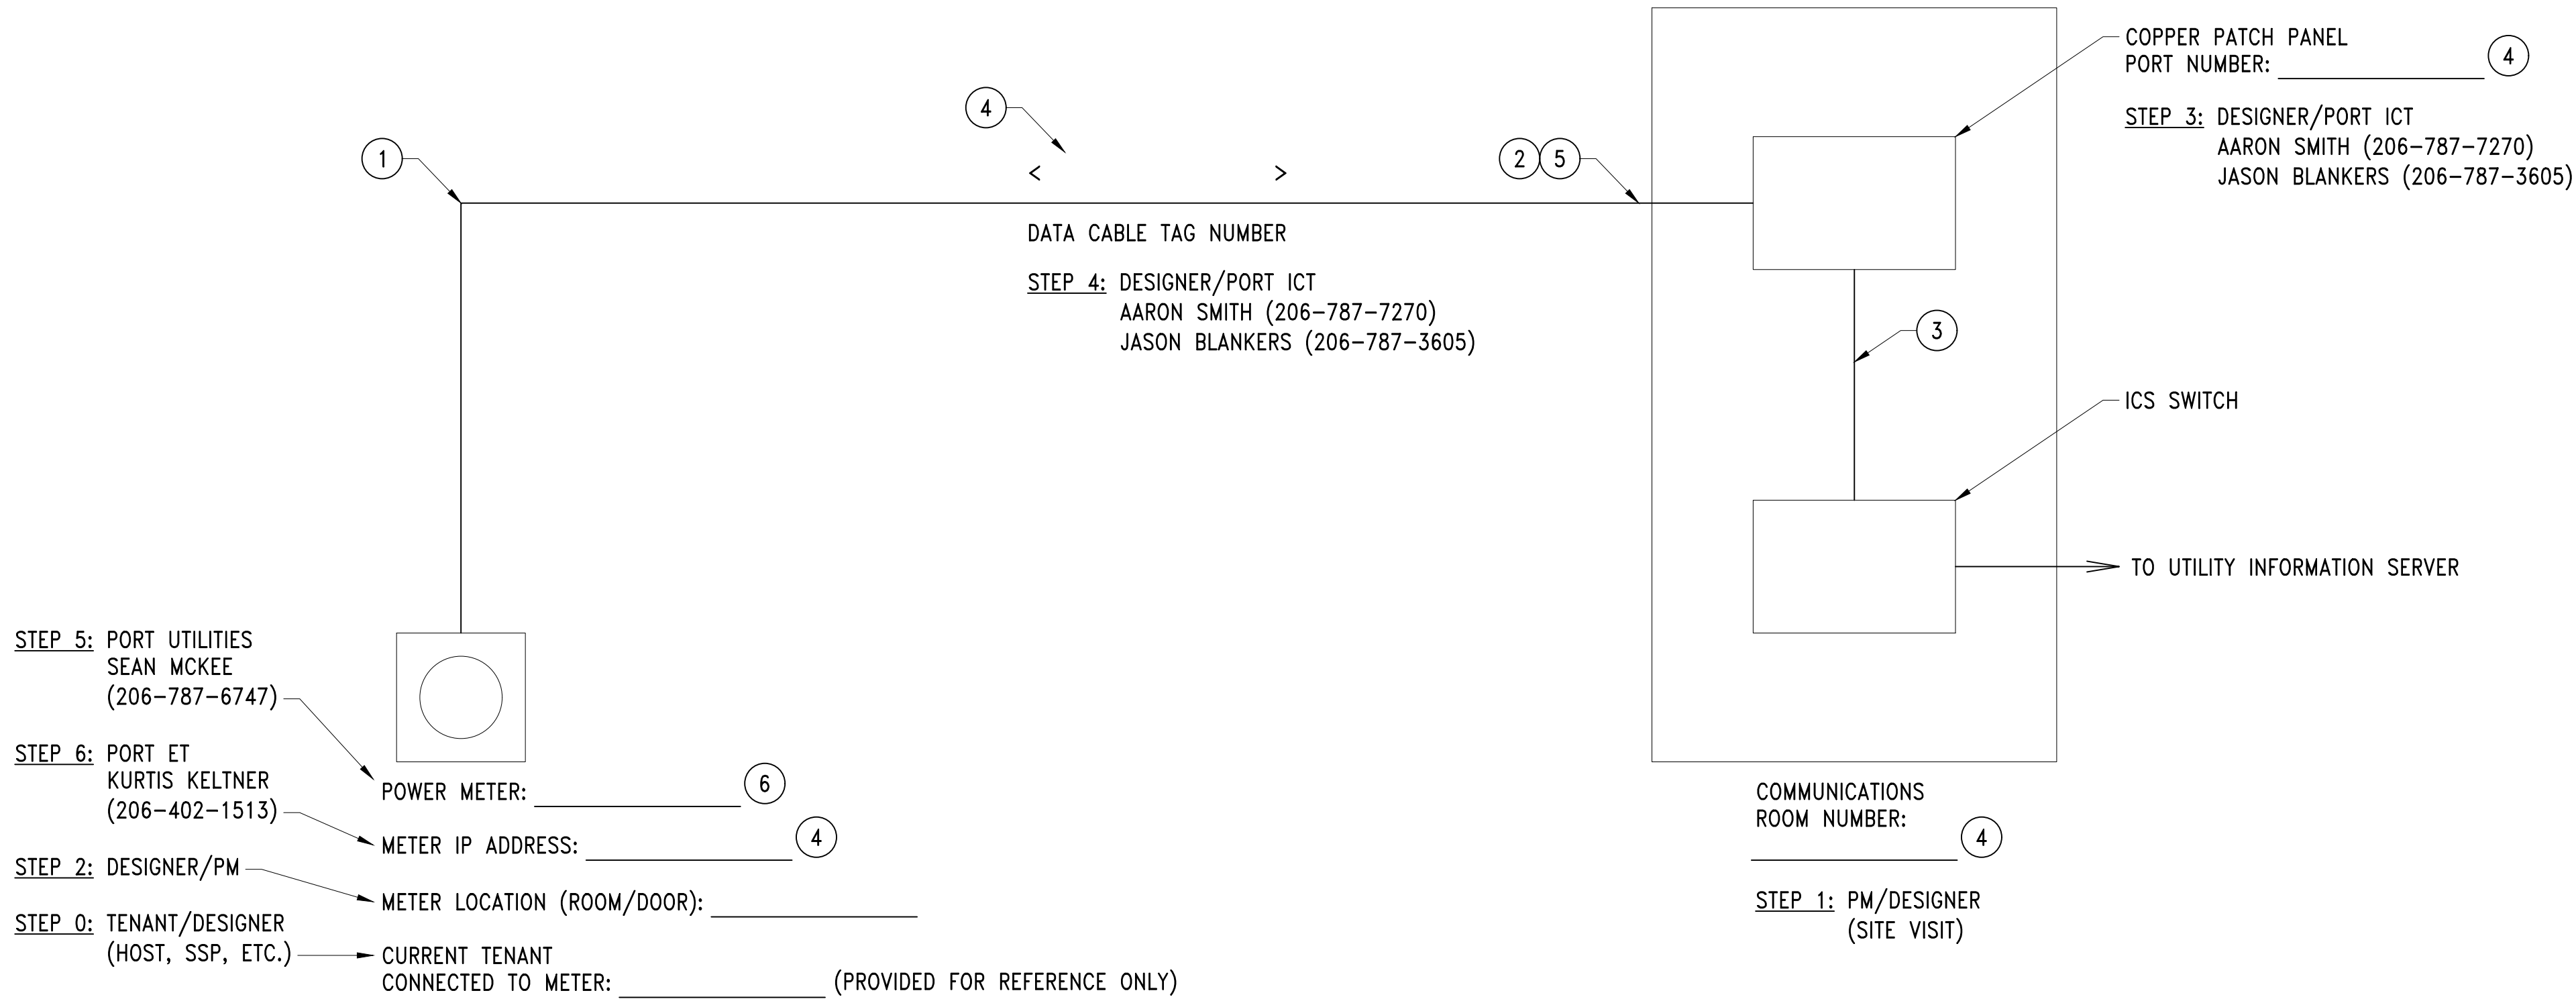 COPPER PATCH PANEL
PORT NUMBER: 4
STEP 3: DESIGNER/PORT ICT
AARON SMITH (206-787-7270)
JASON BLANKERS (206-787-3605)
4
1
< >
2 5
DATA CABLE TAG NUMBER
STEP 4: DESIGNER/PORT ICT
AARON SMITH (206-787-7270)
JASON BLANKERS (206-787-3605)
3
ICS SWITCH
TO UTILITY INFORMATION SERVER
STEP 5: PORT UTILITIES
SEAN MCKEE
(206-787-6747)
STEP 6: PORT ET
KURTIS KELTNER
(206-402-1513)
STEP 2: DESIGNER/PM
STEP 0: TENANT/DESIGNER
(HOST, SSP, ETC.)
POWER METER: 6
METER IP ADDRESS: 4
METER LOCATION (ROOM/DOOR):
CURRENT TENANT
CONNECTED TO METER: (PROVIDED FOR REFERENCE ONLY)
COMMUNICATIONS
ROOM NUMBER:
4
STEP 1: PM/DESIGNER
(SITE VISIT)